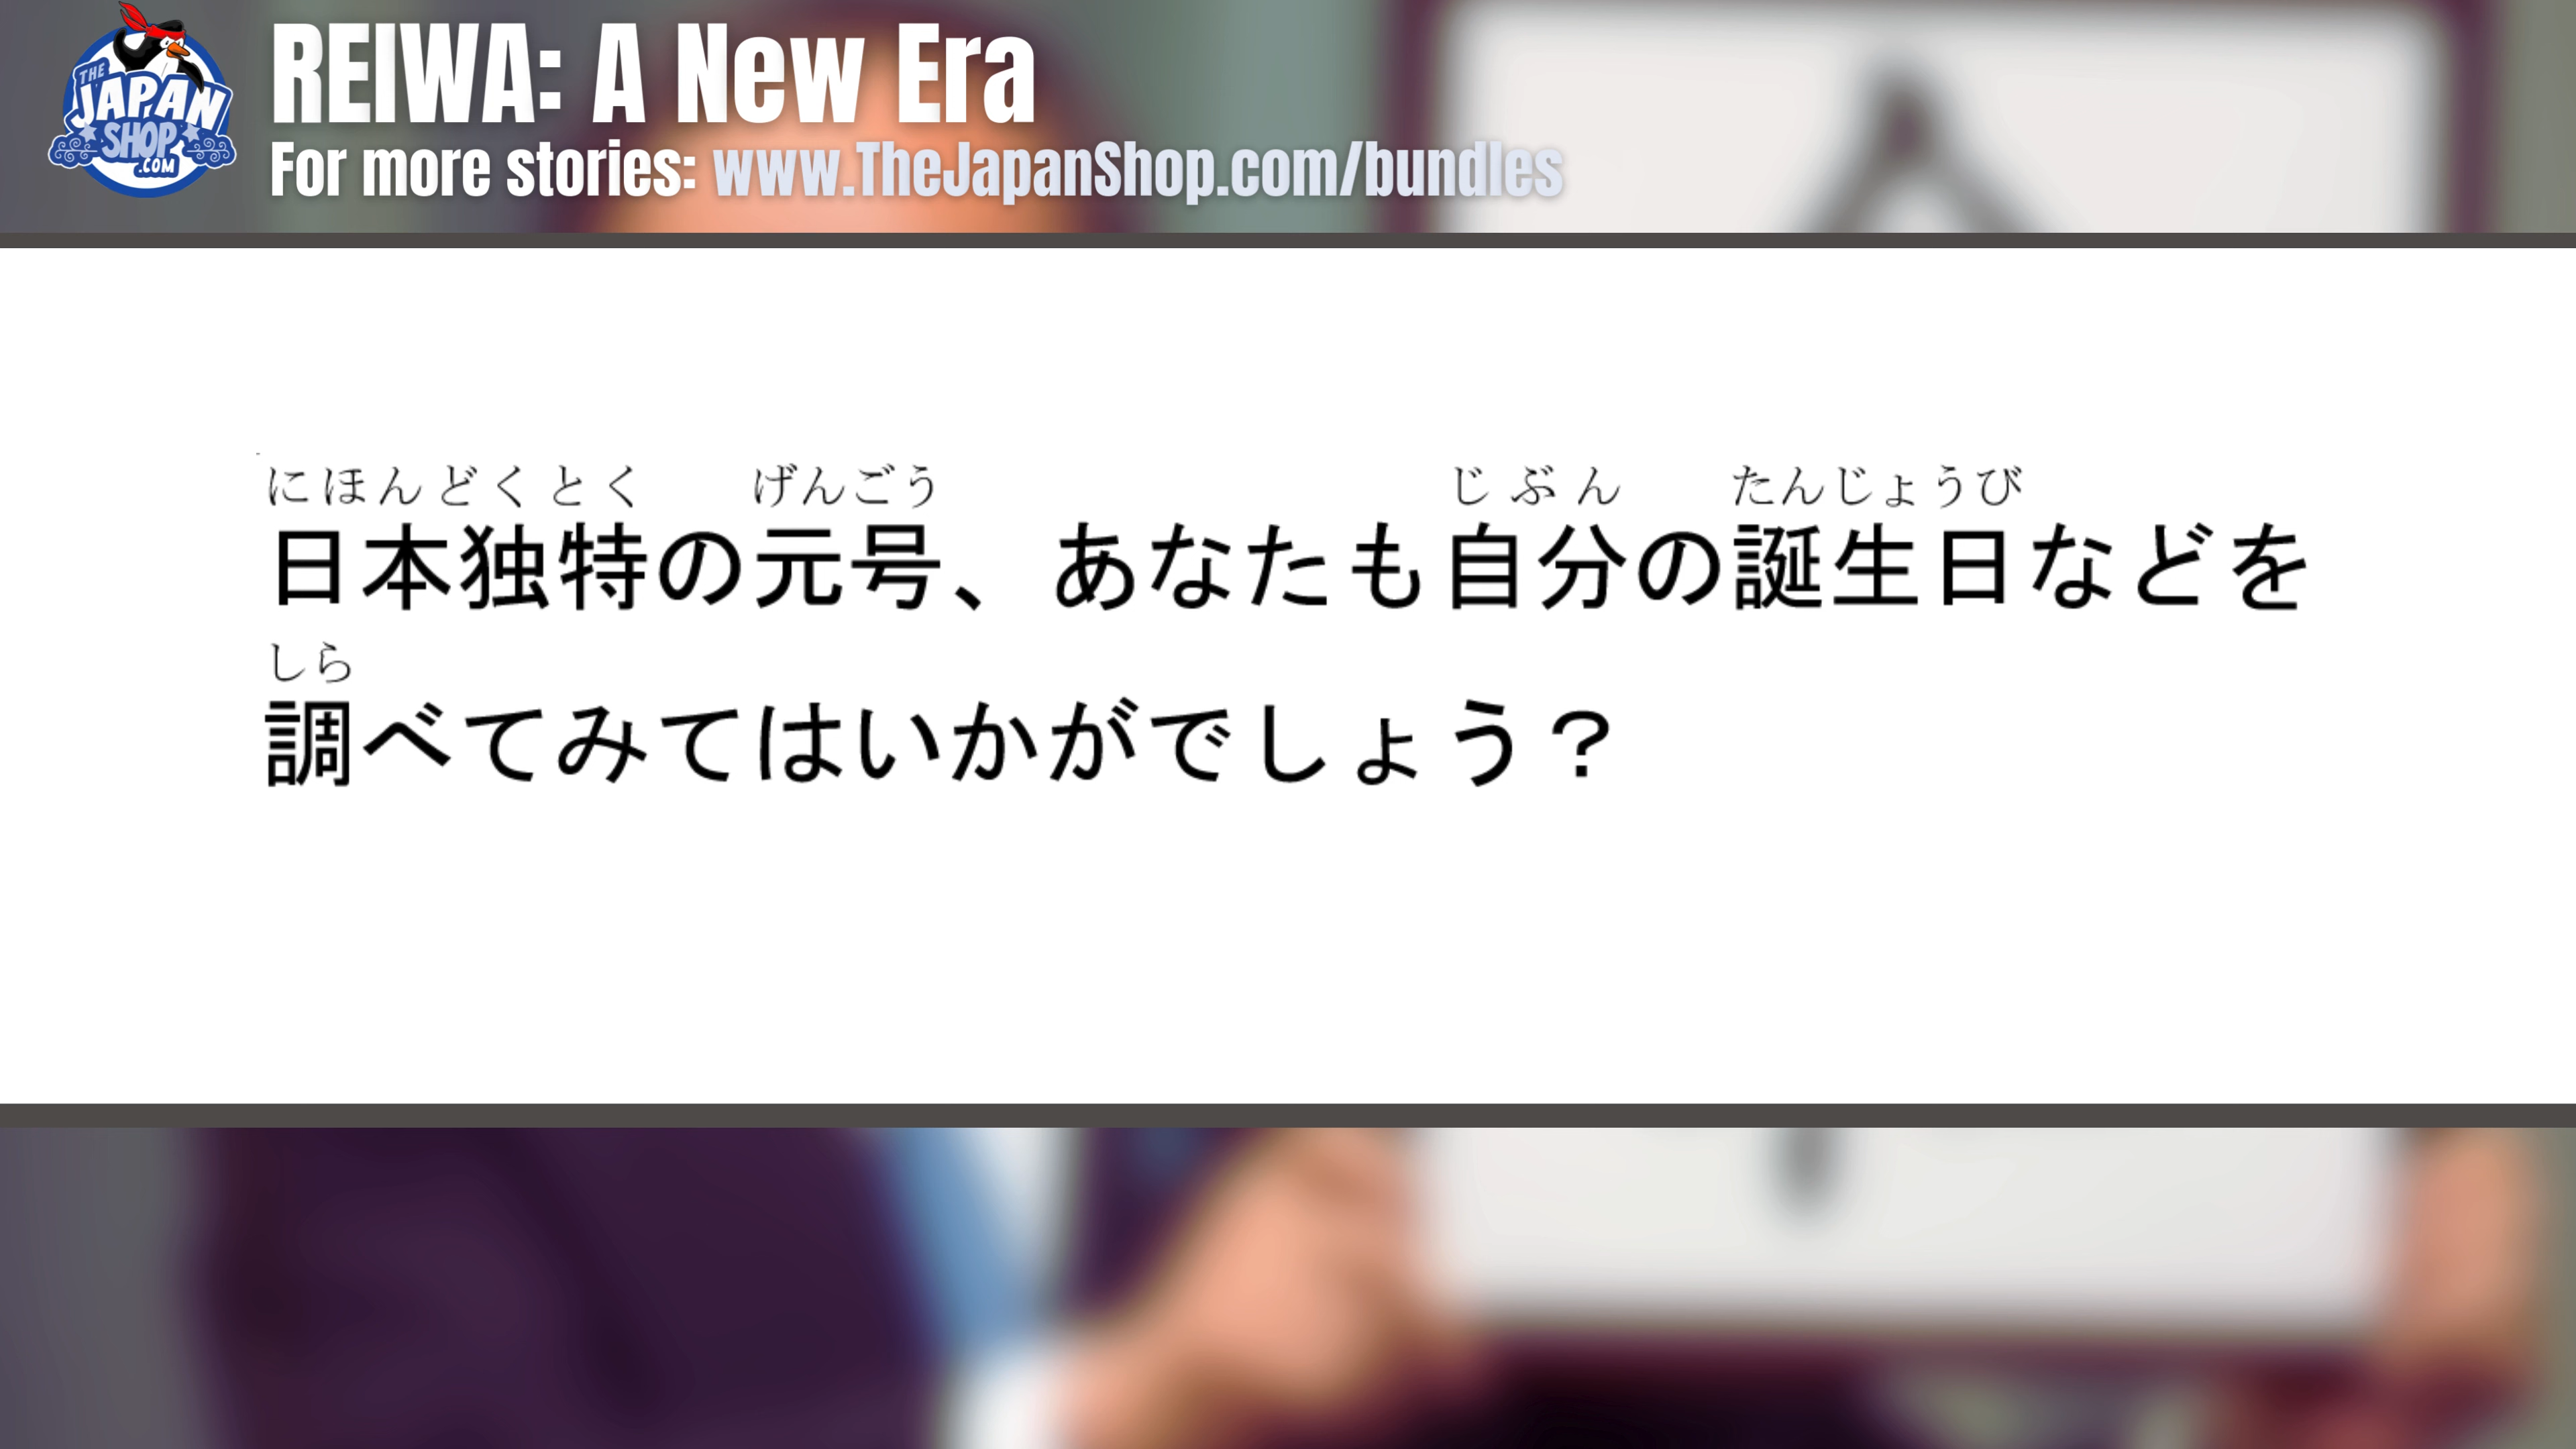 THE
JAPAN
SHOP
.COM
REIWA: A New Era
For more stories: www.TheJapanShop.com/bundles
にほんどくとく げんごう じぶん たんじょうび
日本独特の元号、あなたも自分の誕生日などを
しら
調べてみてはいかがでしょう？